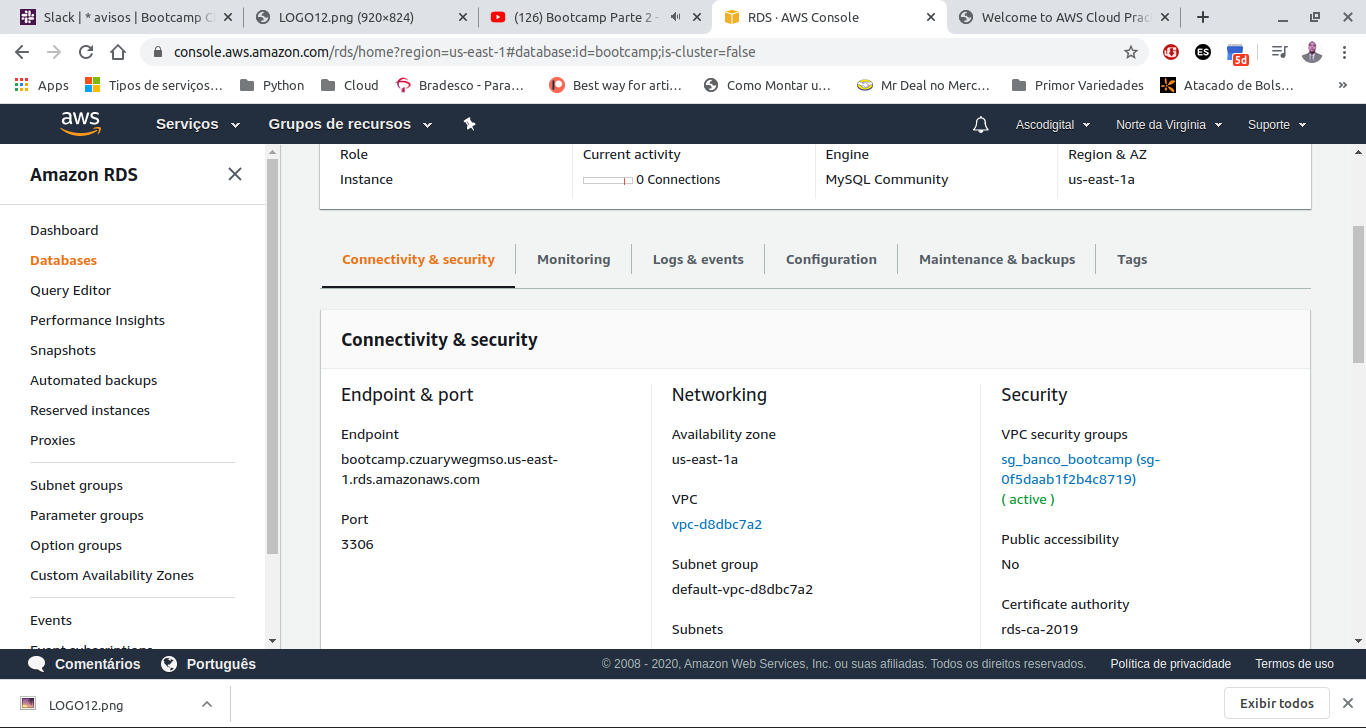 Slack | * avisos | Bootcamp C
LOGO12.png (920×824)
(126) Bootcamp Parte 2 -
RDS · AWS Console
Welcome to AWS Cloud Prac
console.aws.amazon.com/rds/home?region=us-east-1#database:id=bootcamp;is-cluster=false
ES
5d
Apps
Tipos de serviços…
Python
Cloud
Bradesco - Para…
Best way for arti…
Como Montar u…
Mr Deal no Merc…
Primor Variedades
Atacado de Bols…
»
aws
Serviços
Grupos de recursos
Ascodigital
Norte da Virgínia
Suporte
Amazon RDS
Dashboard
Databases
Query Editor
Performance Insights
Snapshots
Automated backups
Reserved instances
Proxies
Subnet groups
Parameter groups
Option groups
Custom Availability Zones
Events
Event subscriptions
Role
Instance
Current activity
0 Connections
Engine
MySQL Community
Region & AZ
us-east-1a
Connectivity & security
Monitoring
Logs & events
Configuration
Maintenance & backups
Tags
Connectivity & security
Endpoint & port
Endpoint
bootcamp.czuarywegmso.us-east-
1.rds.amazonaws.com
Port
3306
Networking
Availability zone
us-east-1a
VPC
vpc-d8dbc7a2
Subnet group
default-vpc-d8dbc7a2
Subnets
Security
VPC security groups
sg_banco_bootcamp (sg-
0f5daab1f2b4c8719)
( active )
Public accessibility
No
Certificate authority
rds-ca-2019
Comentários
Português
© 2008 - 2020, Amazon Web Services, Inc. ou suas afiliadas. Todos os direitos reservados.
Política de privacidade
Termos de uso
LOGO12.png
Exibir todos